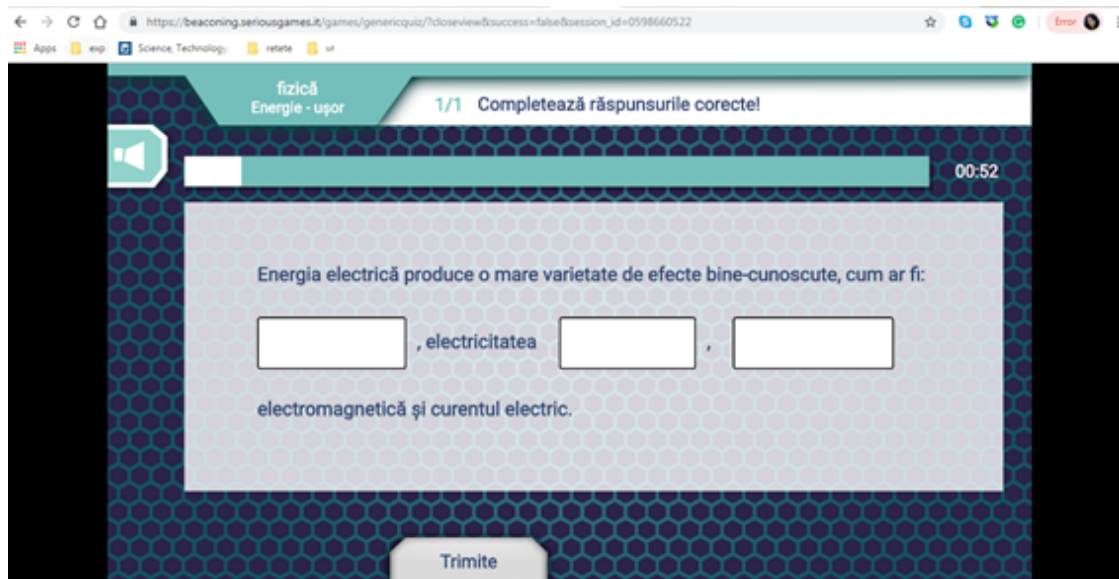 https://beaconing.seriousgames.it/games/genericquiz/?closeview&success=false&session_id=0598660522
Error
Apps exp Science, Technology. retete vr
fizică
Energie - ușor
1/1 Completează răspunsurile corecte!
00:52
Energia electrică produce o mare varietate de efecte bine-cunoscute, cum ar fi:
, electricitatea ,
electromagnetică și curentul electric.
Trimite